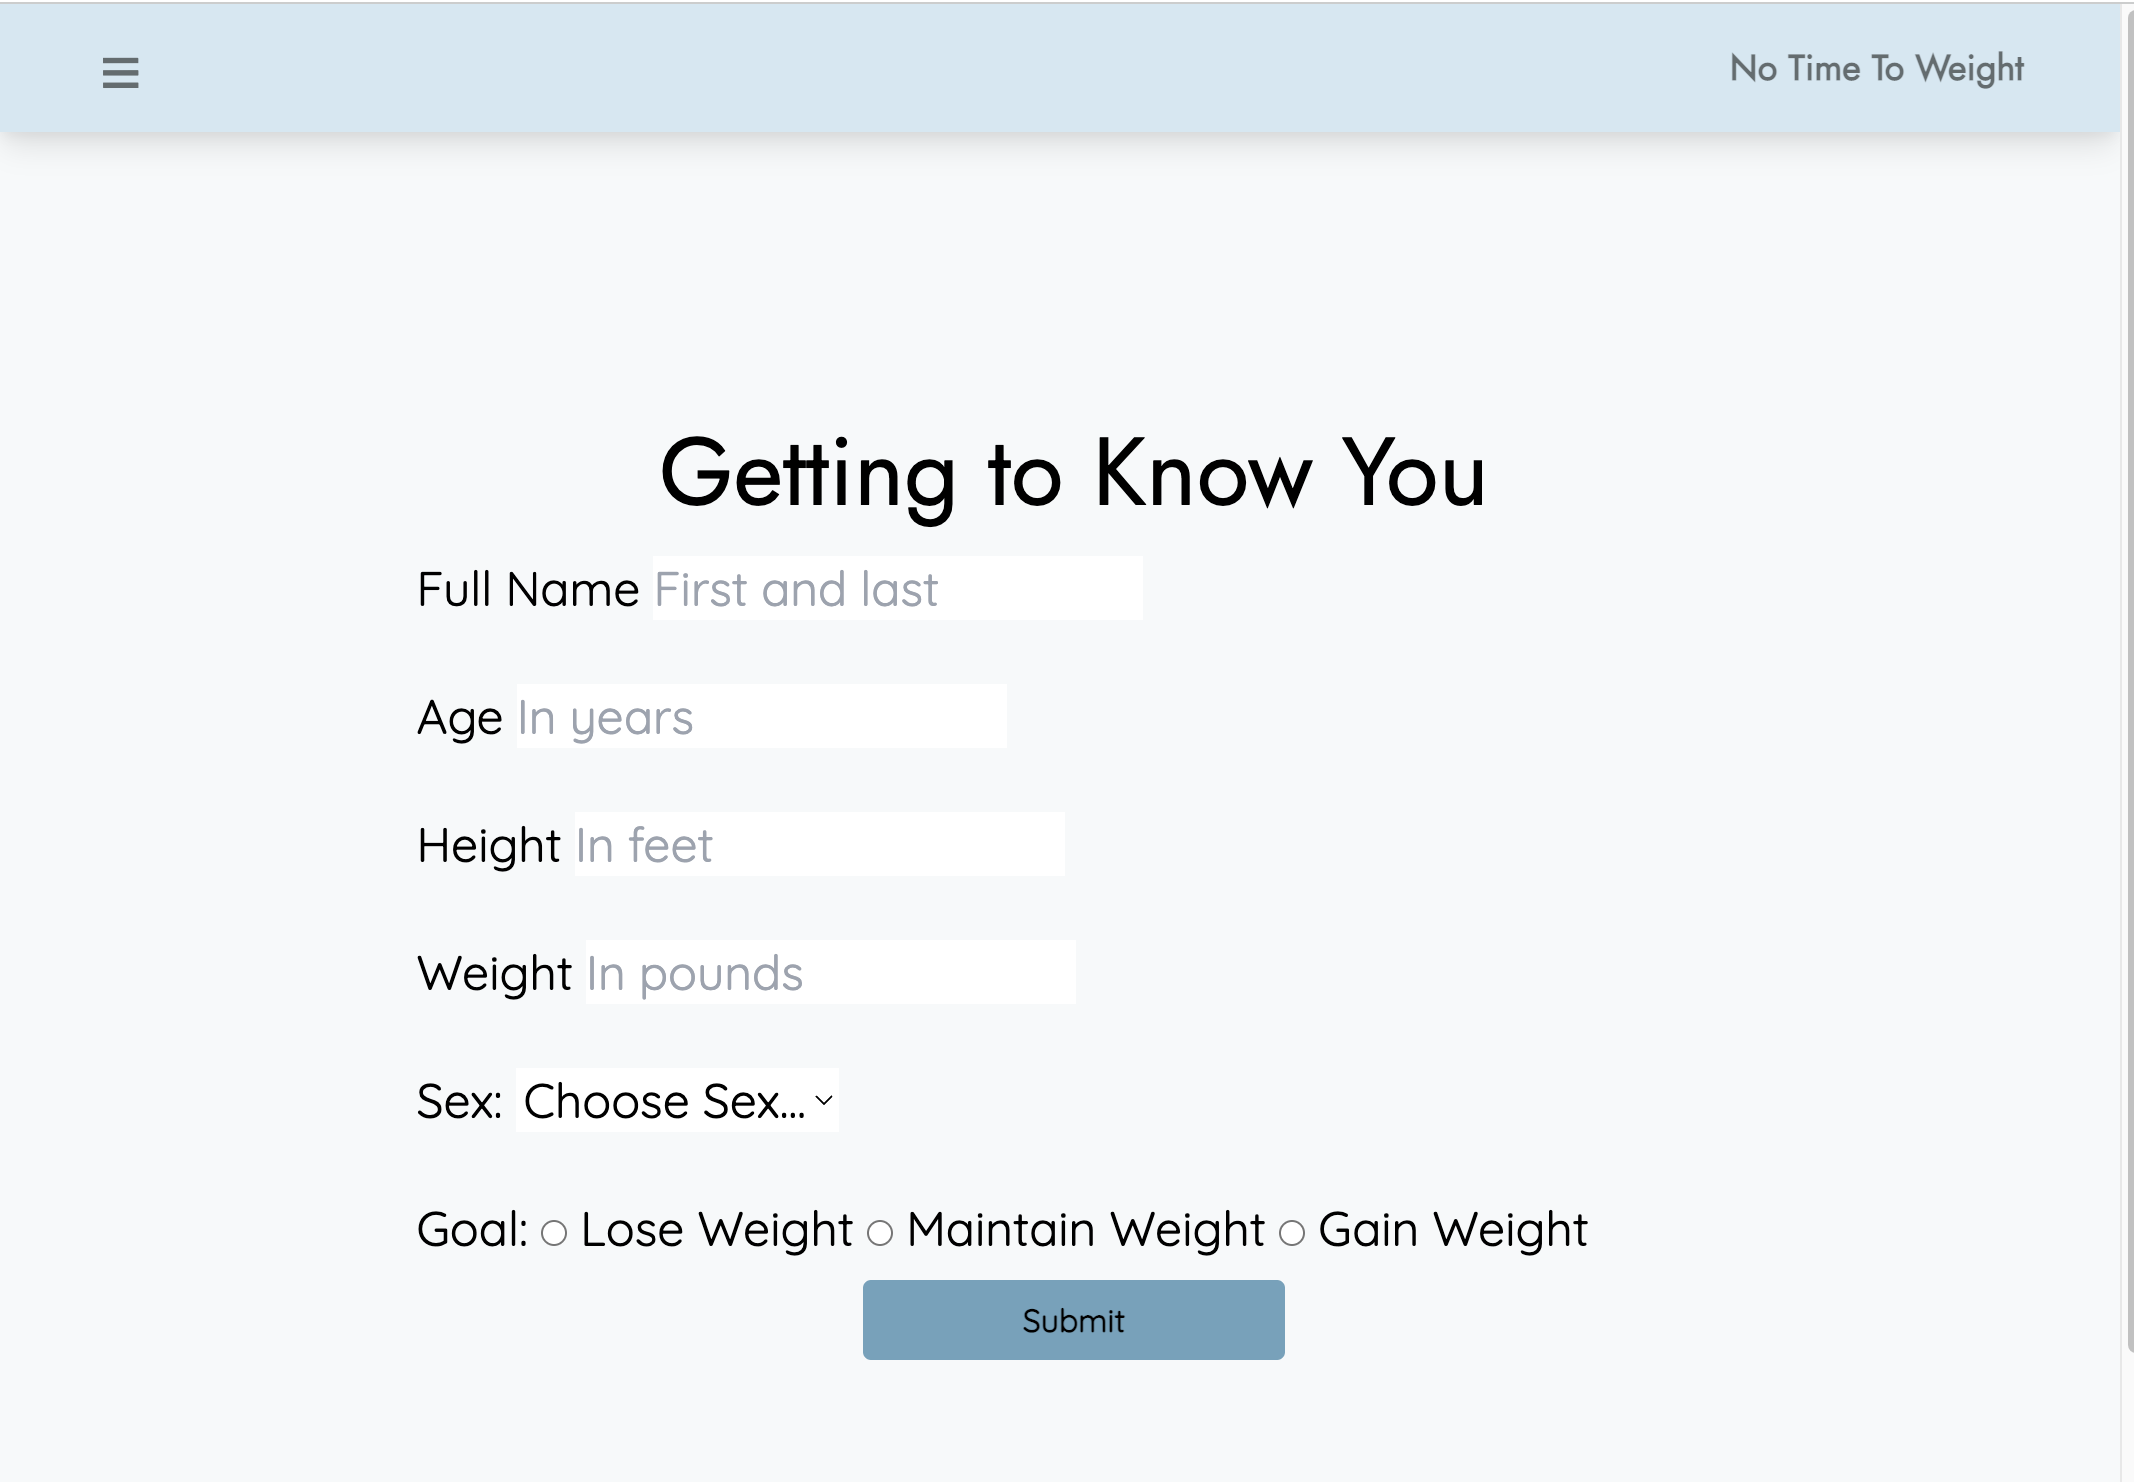 No Time To Weight
Getting to Know You
Full Name First and last
Age In years
Height In feet
Weight In pounds
Sex: Choose Sex...
Goal: Lose Weight Maintain Weight Gain Weight
Submit